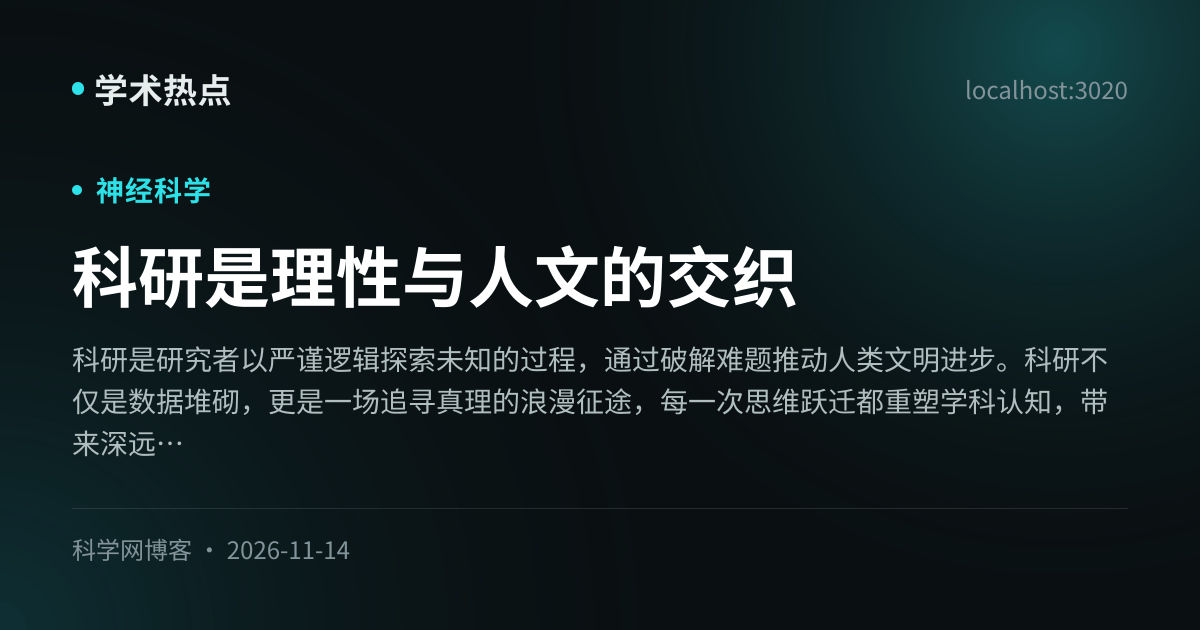 学术热点
localhost:3020
神经科学
科研是理性与人文的交织
科研是研究者以严谨逻辑探索未知的过程，通过破解难题推动人类文明进步。科研不
仅是数据堆砌，更是一场追寻真理的浪漫征途，每一次思维跃迁都重塑学科认知，带
来深远…
科学网博客 · 2026-11-14